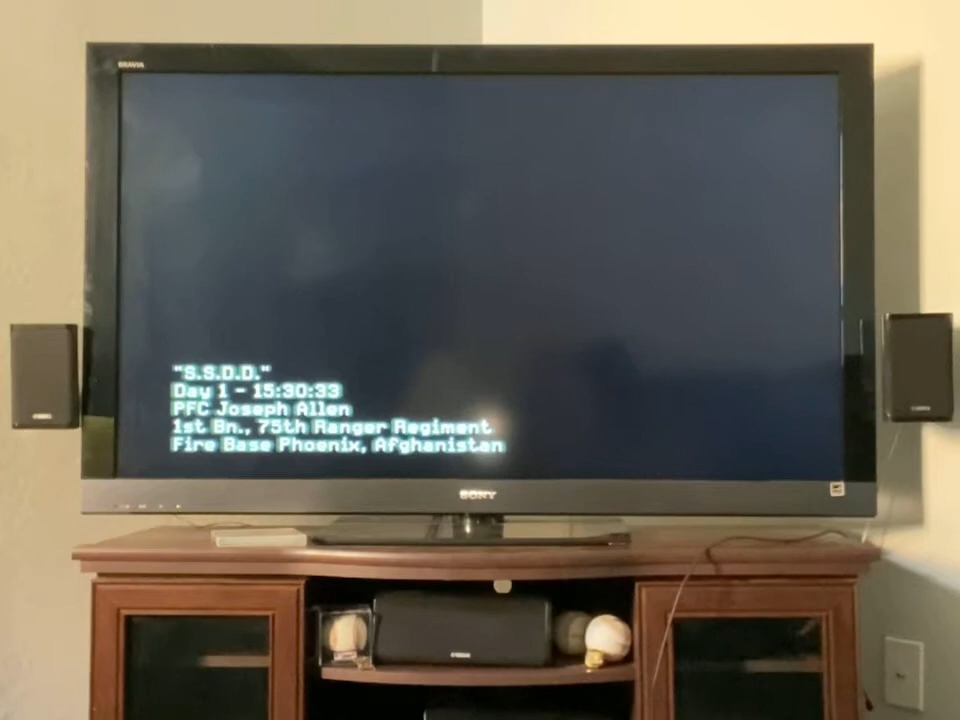 BRAVIA
"S.S.D.D."
Day 1 - 15:30:33
PFC Joseph Allen
1st Bn., 75th Ranger Regiment
Fire Base Phoenix, Afghanistan
SONY